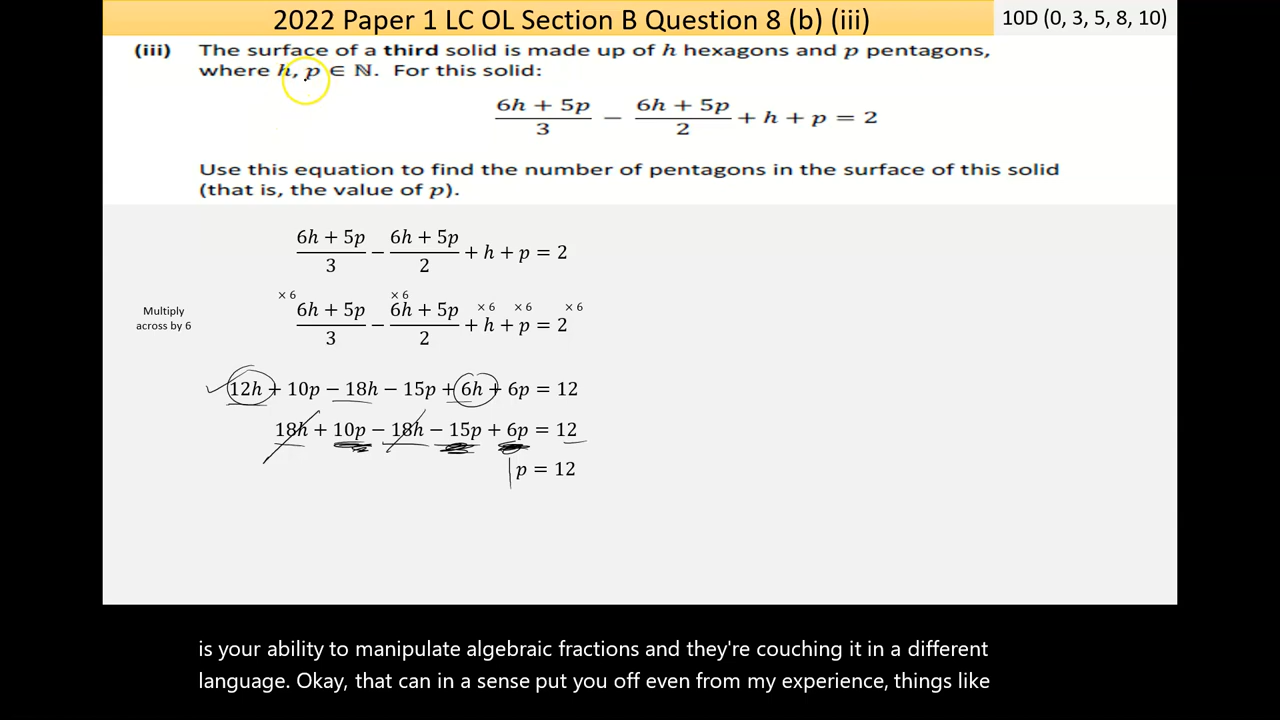 2022 Paper 1 LC OL Section B Question 8 (b) (iii)
10D (0, 3, 5, 8, 10)
(iii) The surface of a third solid is made up of h hexagons and p pentagons,
where h, p ∈ ℕ. For this solid:
(6h + 5p)/3 − (6h + 5p)/2 + h + p = 2
Use this equation to find the number of pentagons in the surface of this solid
(that is, the value of p).
(6h + 5p)/3 − (6h + 5p)/2 + h + p = 2
× 6 × 6 × 6 × 6 × 6
Multiply
across by 6
(6h + 5p)/3 − (6h + 5p)/2 + h + p = 2
12h + 10p − 18h − 15p + 6h + 6p = 12
18h + 10p − 18h − 15p + 6p = 12
p = 12
is your ability to manipulate algebraic fractions and they're couching it in a different
language. Okay, that can in a sense put you off even from my experience, things like